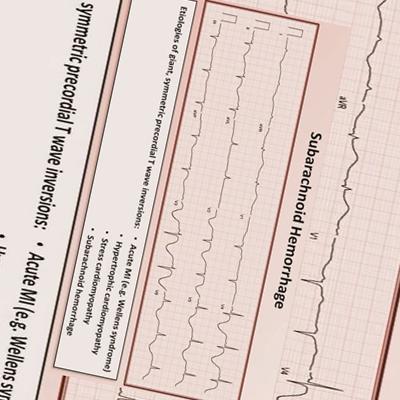 Subarachnoid Hemorrhage
aVR
V1
V4
Etiologies of giant, symmetric precordial T wave inversions:
• Acute MI (e.g. Wellens syndrome)
• Hypertrophic cardiomyopathy
• Stress cardiomyopathy
• Subarachnoid hemorrhage
symmetric precordial T wave inversions:
• Acute MI (e.g. Wellens